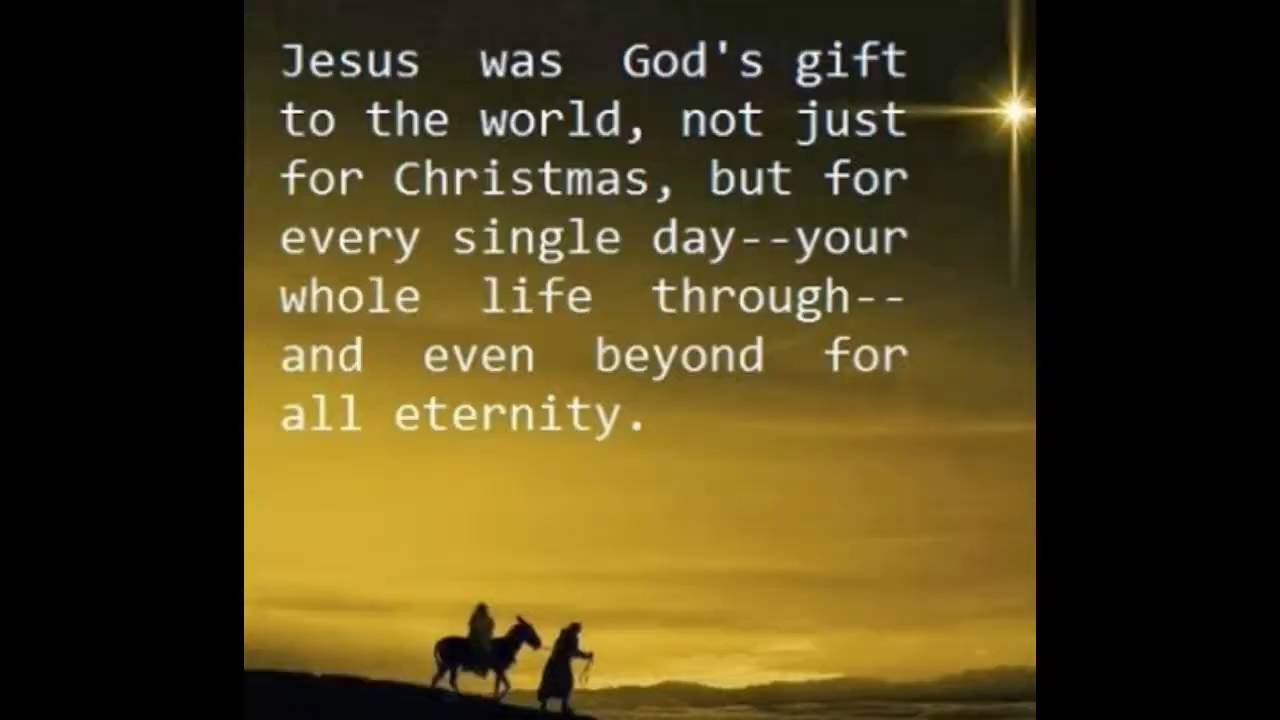 Jesus was God's gift
to the world, not just
for Christmas, but for
every single day--your
whole life through--
and even beyond for
all eternity.